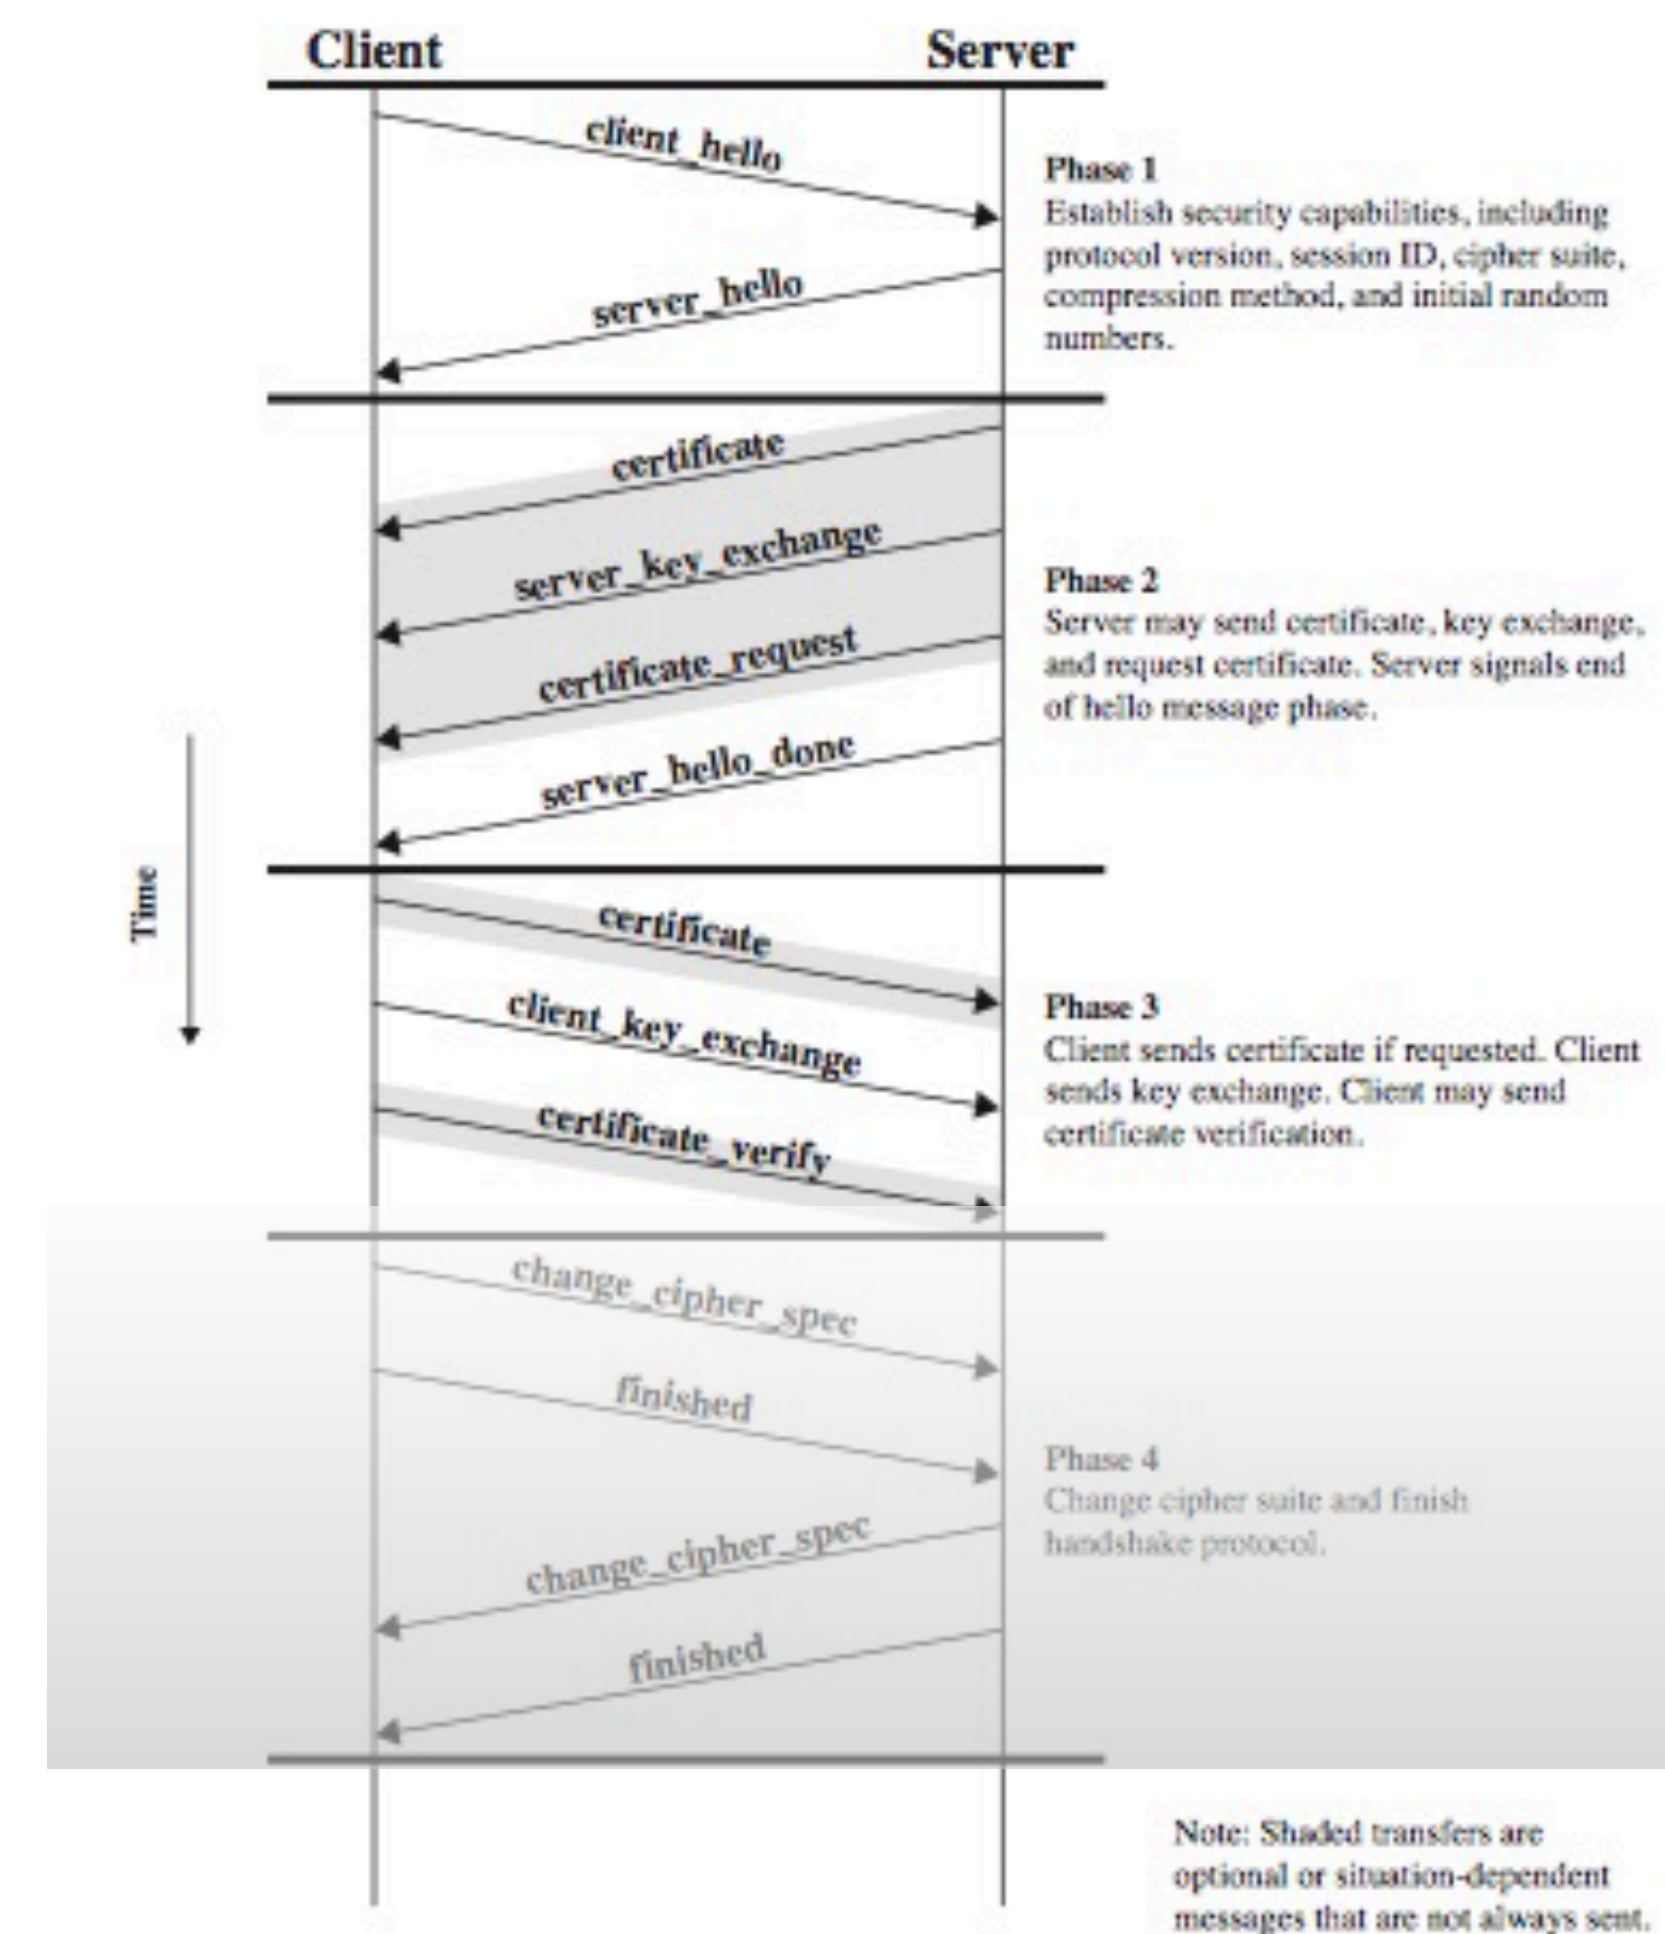 Client
Server
client_hello
Phase 1
Establish security capabilities, including
protocol version, session ID, cipher suite,
compression method, and initial random
numbers.
server_hello
certificate
server_key_exchange
certificate_request
server_hello_done
Phase 2
Server may send certificate, key exchange,
and request certificate. Server signals end
of hello message phase.
Time
certificate
client_key_exchange
certificate_verify
Phase 3
Client sends certificate if requested. Client
sends key exchange. Client may send
certificate verification.
change_cipher_spec
finished
change_cipher_spec
finished
Phase 4
Change cipher suite and finish
handshake protocol.
Note: Shaded transfers are
optional or situation-dependent
messages that are not always sent.